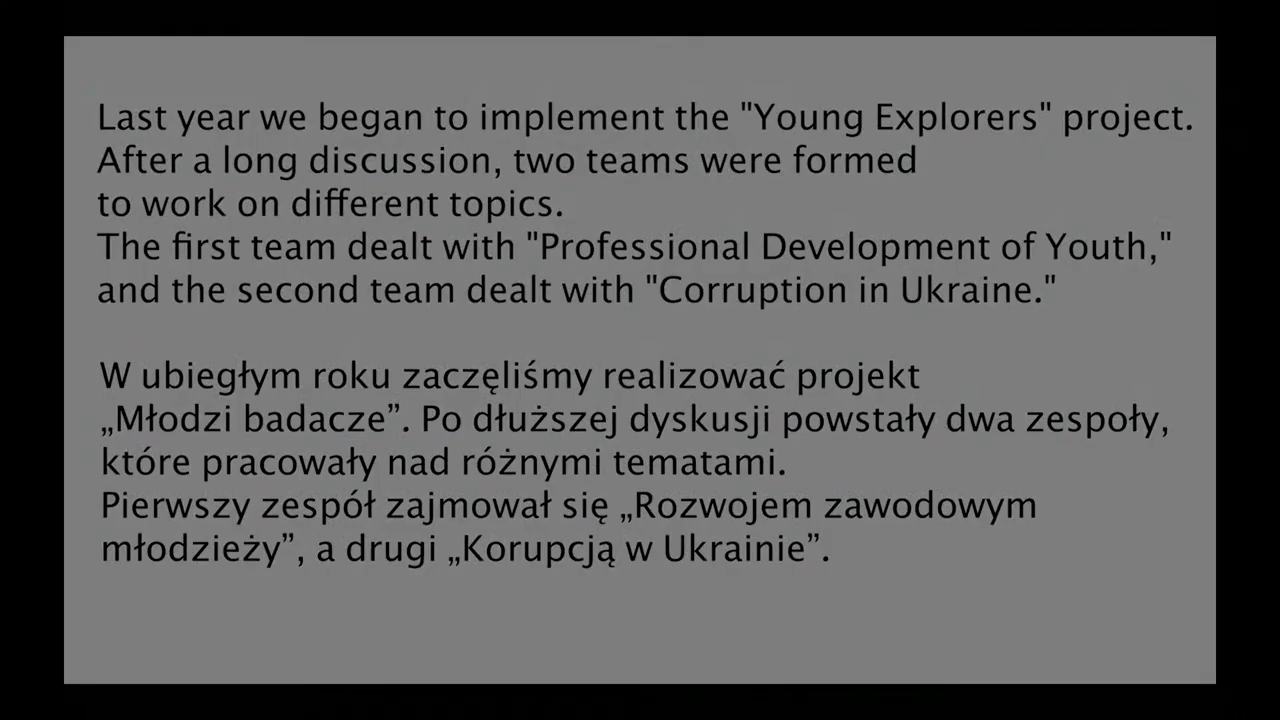 Last year we began to implement the "Young Explorers" project.
After a long discussion, two teams were formed
to work on different topics.
The first team dealt with "Professional Development of Youth,"
and the second team dealt with "Corruption in Ukraine."
W ubiegłym roku zaczęliśmy realizować projekt
„Młodzi badacze”. Po dłuższej dyskusji powstały dwa zespoły,
które pracowały nad różnymi tematami.
Pierwszy zespół zajmował się „Rozwojem zawodowym
młodzieży”, a drugi „Korupcją w Ukrainie”.